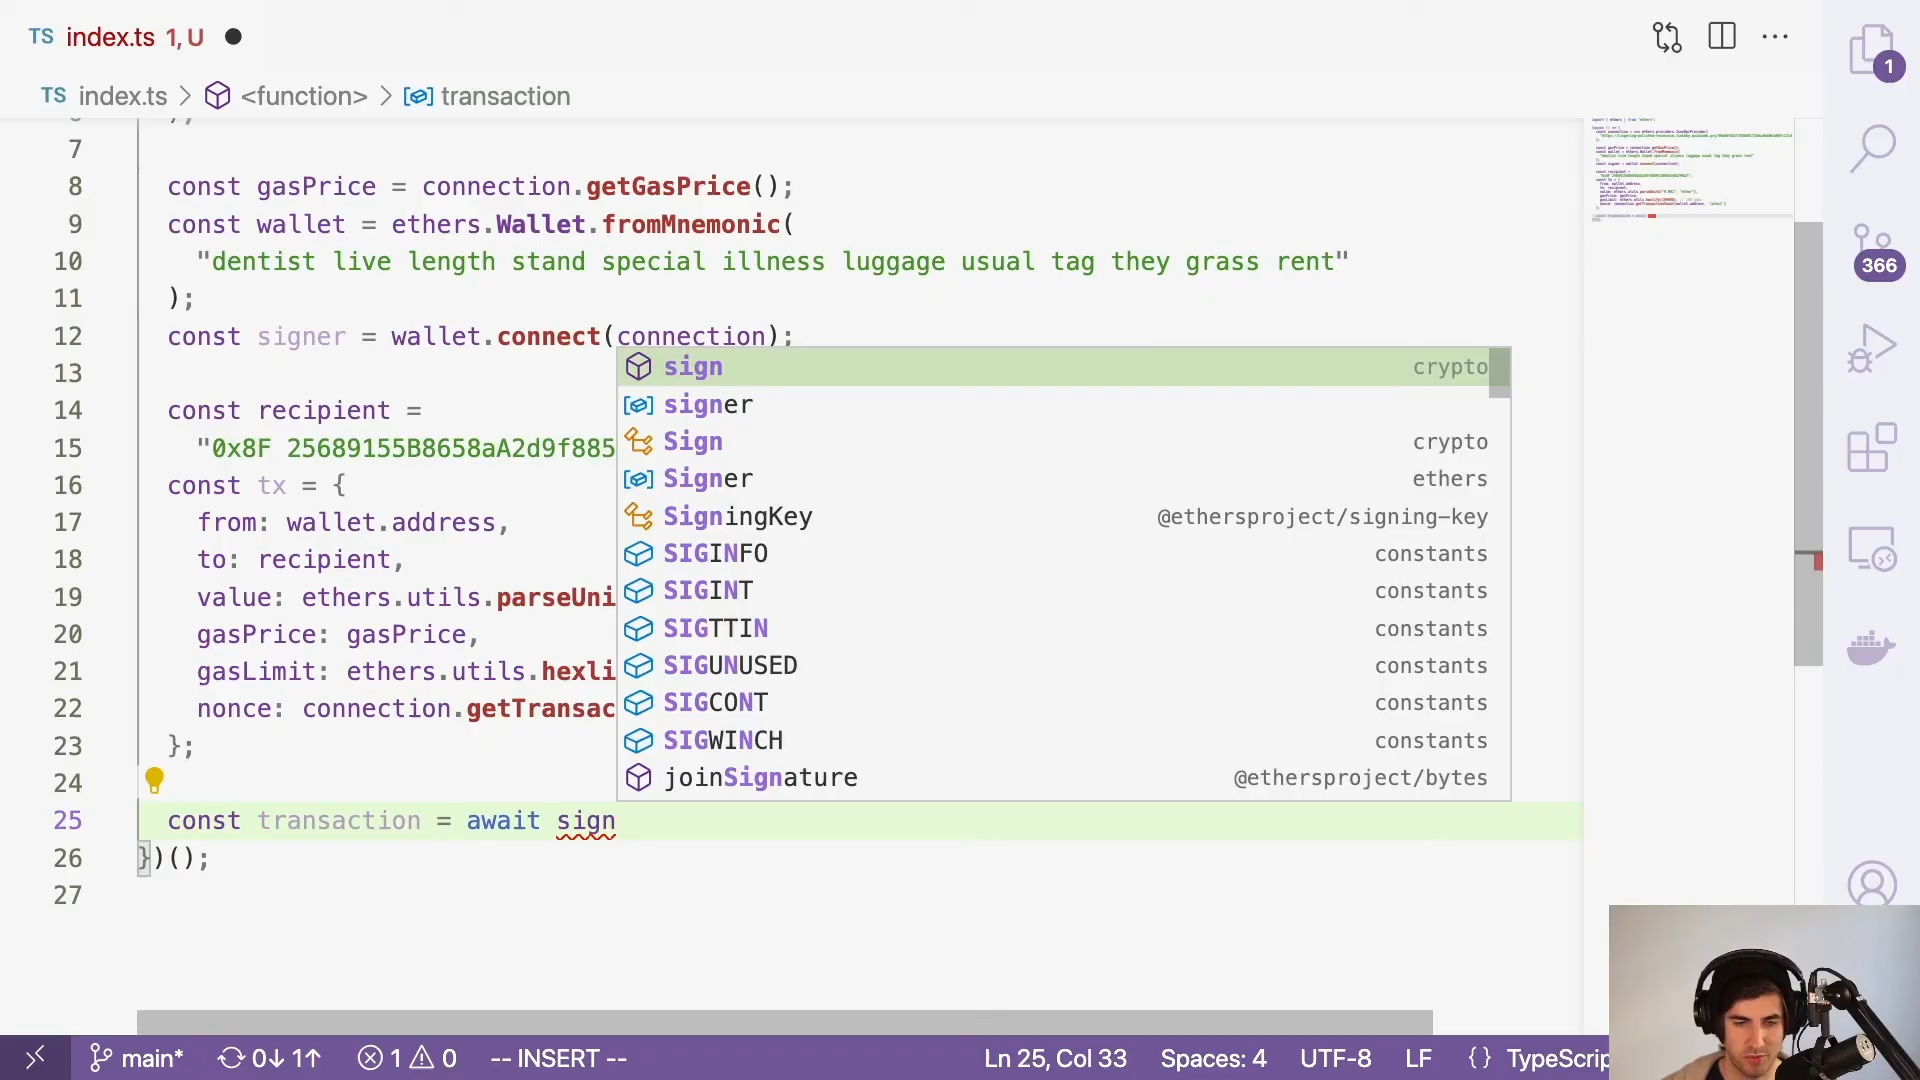 TS index.ts 1, U
TS index.ts > <function> > transaction
7
8 const gasPrice = connection.getGasPrice();
9 const wallet = ethers.Wallet.fromMnemonic(
10 "dentist live length stand special illness luggage usual tag they grass rent"
11 );
12 const signer = wallet.connect(connection);
13
14 const recipient =
15 "0x8F 25689155B8658aA2d9f885
16 const tx = {
17 from: wallet.address,
18 to: recipient,
19 value: ethers.utils.parseUni
20 gasPrice: gasPrice,
21 gasLimit: ethers.utils.hexli
22 nonce: connection.getTransac
23 };
24
25 const transaction = await sign
26 })();
27
sign crypto
signer
Sign crypto
Signer ethers
SigningKey @ethersproject/signing-key
SIGINFO constants
SIGINT constants
SIGTTIN constants
SIGUNUSED constants
SIGCONT constants
SIGWINCH constants
joinSignature @ethersproject/bytes
1
366
main* 0↓ 1↑ 1 0 -- INSERT -- Ln 25, Col 33 Spaces: 4 UTF-8 LF {} TypeScrip